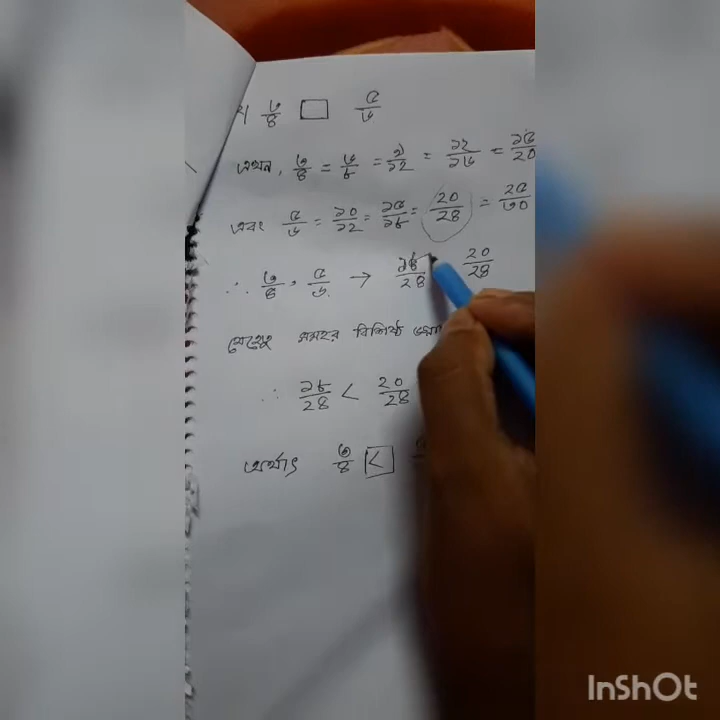 ৩/৪ □ ৫/৬
এখন, ৩/৪ = ৬/৮ = ৯/১২ = ১২/১৬ = ১৫/২০
এবং ৫/৬ = ১০/১২ = ১৫/১৮ = ২০/২৪ = ২৫/৩০
∴ ৩/৪, ৫/৬ → ১৮/২৪ ২০/২৪
যেহেতু সমহর বিশিষ্ট
∴ ১৮/২৪ < ২০/২৪
অর্থাৎ ৩/৪ <
InShOt